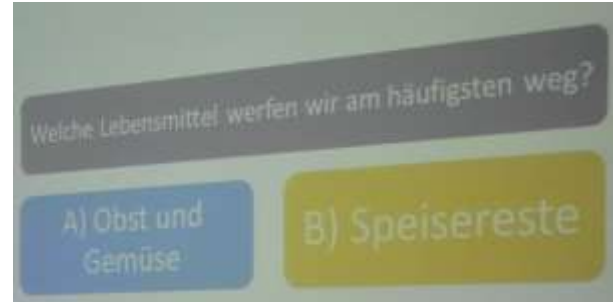 Welche Lebensmittel werfen wir am häufigsten weg?
A) Obst und
Gemüse
B) Speisereste